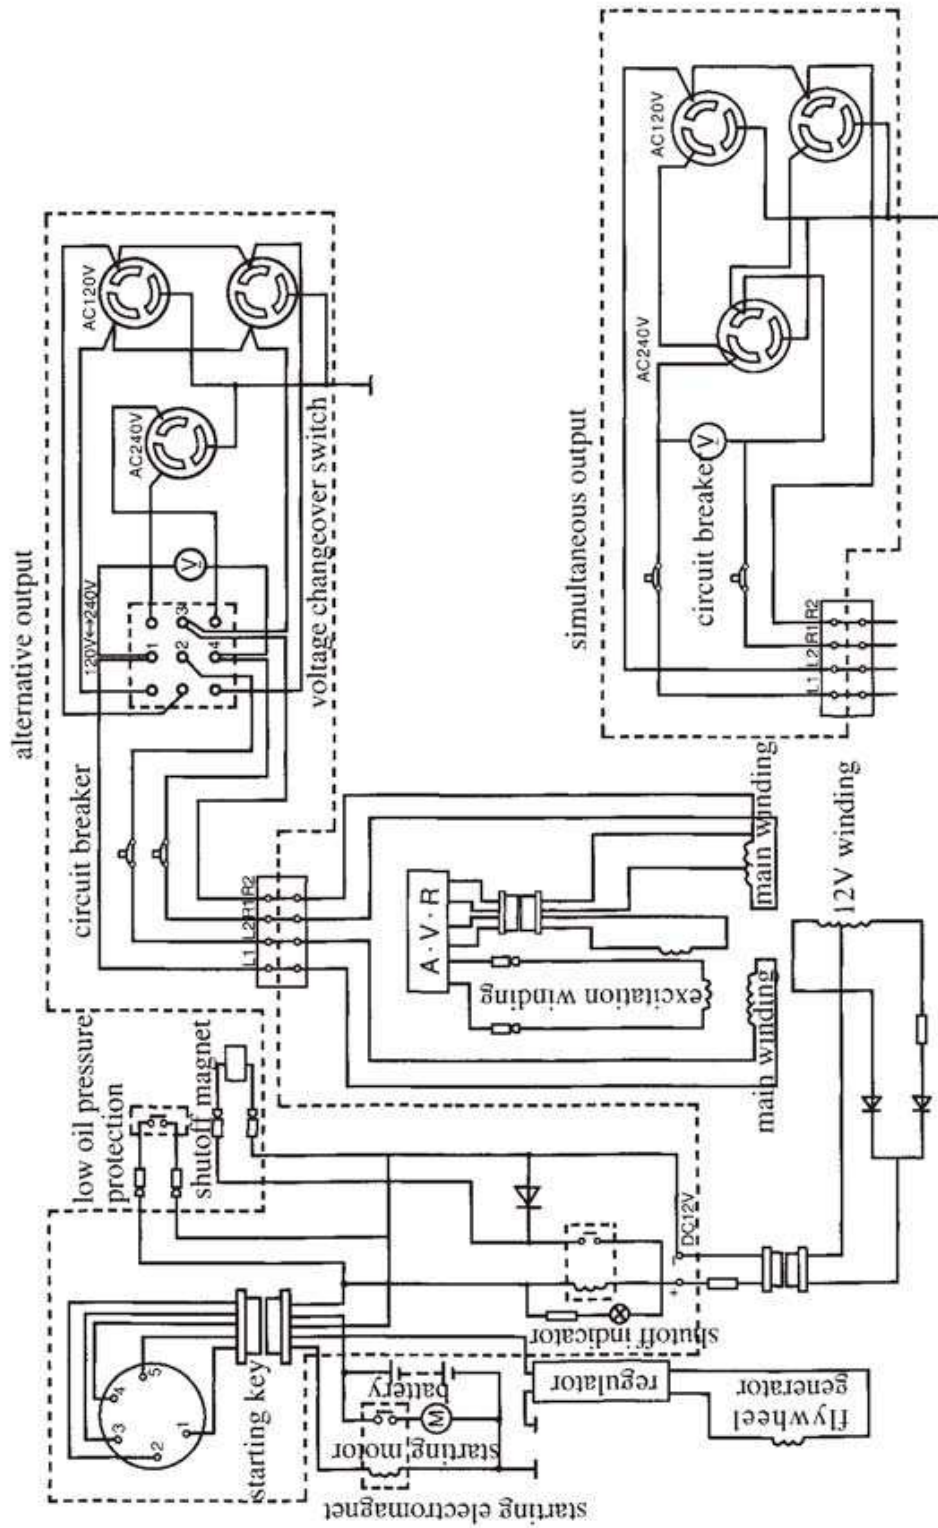 alternative output
AC120V
AC240V
120V↔240V
1
2
3
4
V
voltage changeover switch
circuit breaker
L1 L2 R1 R2
AC120V
AC240V
simultaneous output
V
circuit breaker
L1 L2 R1 R2
low oil pressure
protection
shutoff magnet
A·V·R
excitation winding
main winding
main winding
12V winding
DC12V
+
−
shutoff indicator
1
2
3
4
5
starting key
battery
M
starting motor
starting electromagnet
regulator
flywheel
generator